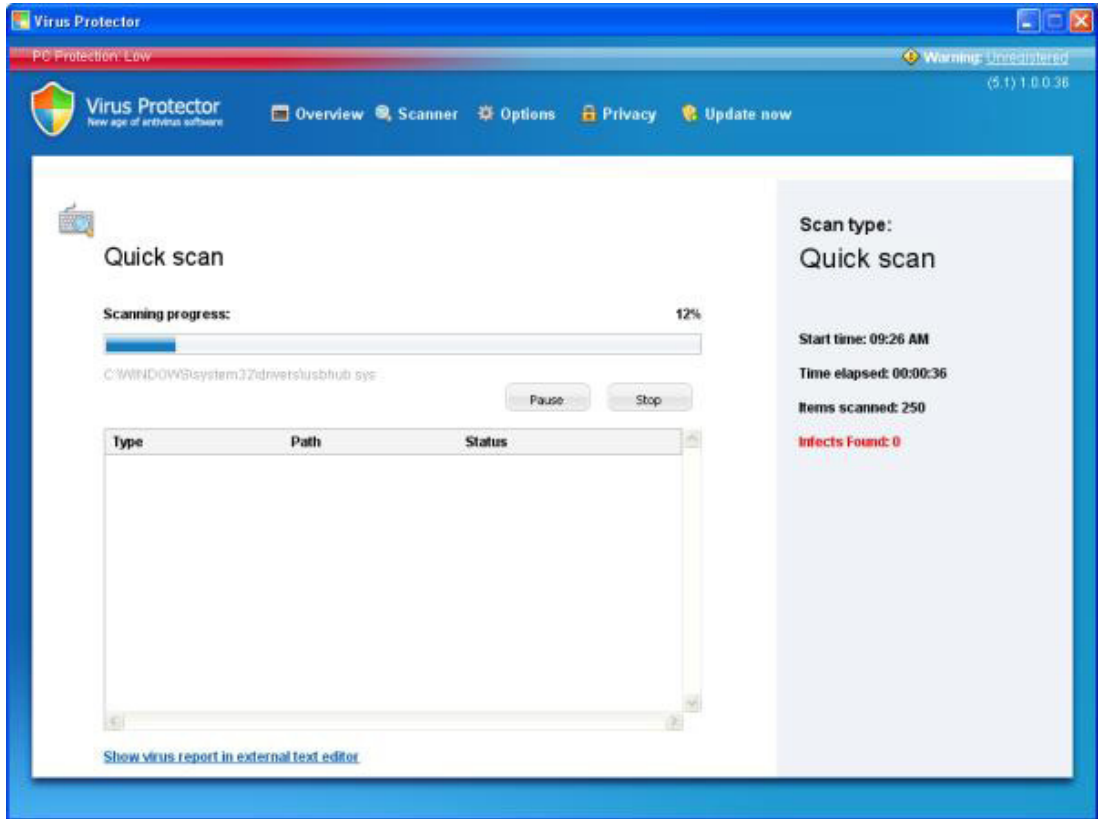 Virus Protector
PC Protection: Low
Warning: Unregistered
(5.1) 1.0.0.36
Virus Protector
New age of antivirus software
Overview Scanner Options Privacy Update now
Quick scan
Scanning progress: 12%
C:\WINDOWS\system32\drivers\usbhub.sys
Pause Stop
Type Path Status
Show virus report in external text editor
Scan type:
Quick scan
Start time: 09:26 AM
Time elapsed: 00:00:36
Items scanned: 250
Infects Found: 0